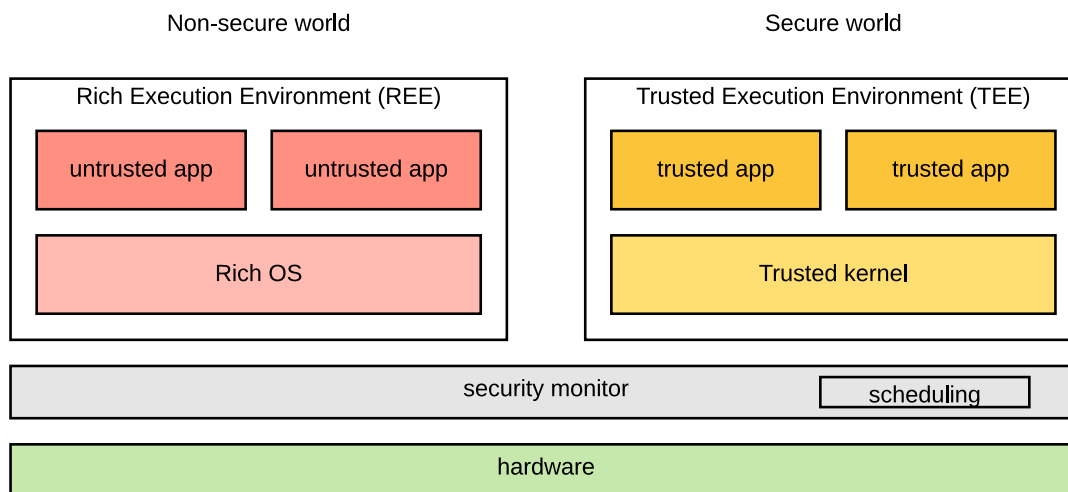 Non-secure world
Secure world
Rich Execution Environment (REE)
Trusted Execution Environment (TEE)
untrusted app
untrusted app
trusted app
trusted app
Rich OS
Trusted kernel
security monitor
scheduling
hardware